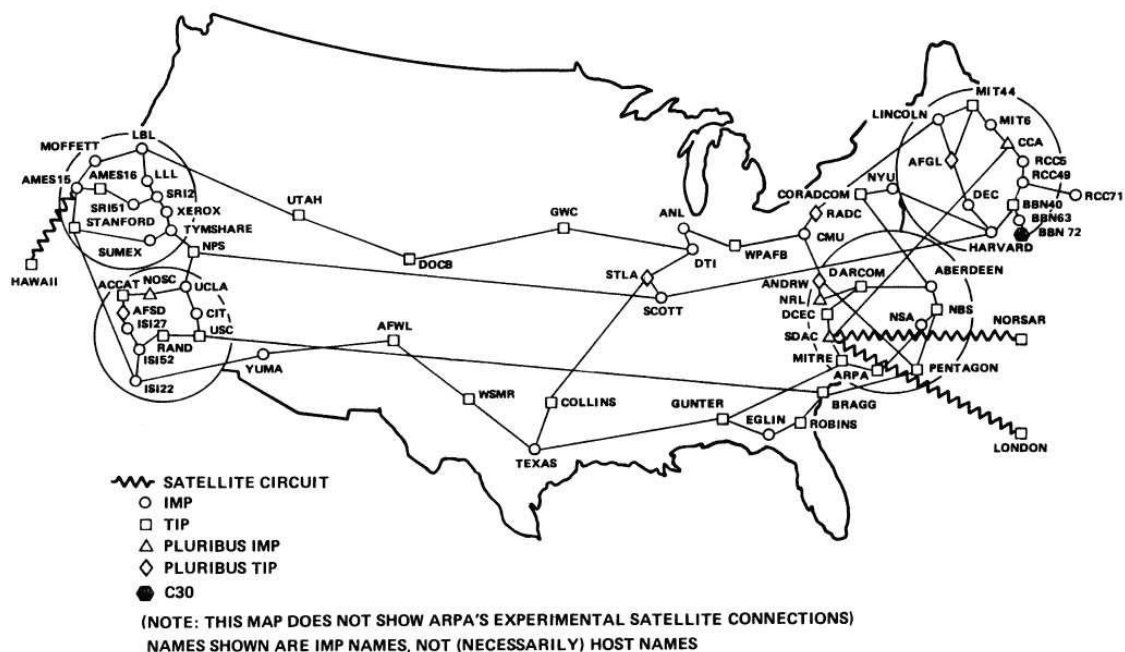 MIT44
LINCOLN
MIT6
MOFFETT
LBL
CCA
AMES16
AMES15
LLL
AFGL
RCC5
RCC49
NYU
SRI2
CORADCOM
DEC
RCC71
SRI51
XEROX
UTAH
GWC
ANL
RADC
BBN40
STANFORD
TYMSHARE
BBN63
BBN 72
SUMEX
NPS
CMU
HARVARD
WPAFB
DOCB
DTI
HAWAII
STLA
DARCOM
ABERDEEN
ACCAT
NOSC
UCLA
ANDRW
SCOTT
NRL
AFSD
CIT
DCEC
NSA
NBS
NORSAR
ISI27
USC
AFWL
SDAC
RAND
ISI52
MITRE
YUMA
ARPA
PENTAGON
ISI22
WSMR
COLLINS
GUNTER
BRAGG
EGLIN
ROBINS
TEXAS
LONDON
SATELLITE CIRCUIT
IMP
TIP
PLURIBUS IMP
PLURIBUS TIP
C30
(NOTE: THIS MAP DOES NOT SHOW ARPA'S EXPERIMENTAL SATELLITE CONNECTIONS)
NAMES SHOWN ARE IMP NAMES, NOT (NECESSARILY) HOST NAMES